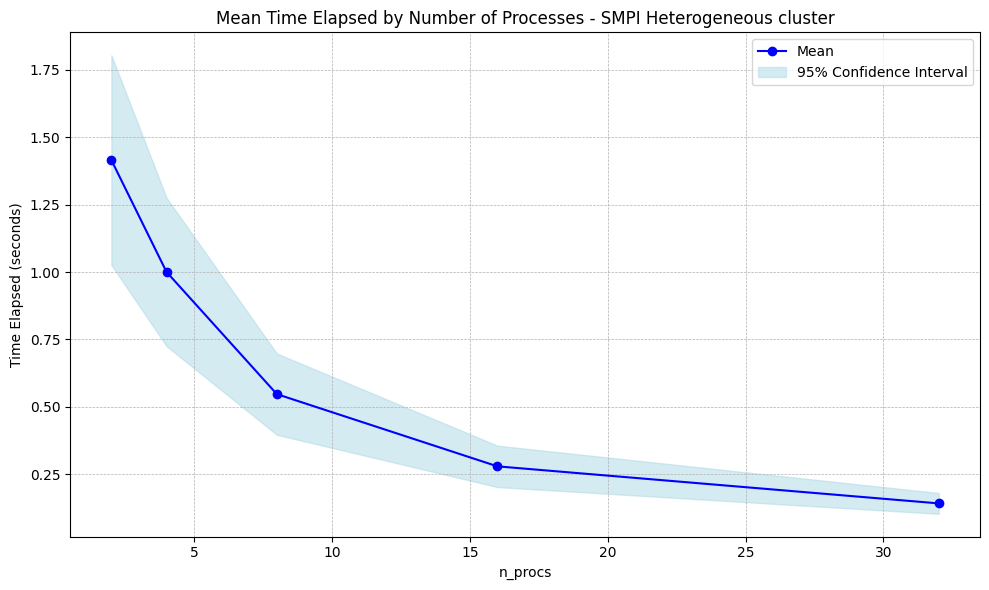 Mean Time Elapsed by Number of Processes - SMPI Heterogeneous cluster
Mean
95% Confidence Interval
Time Elapsed (seconds)
1.75
1.50
1.25
1.00
0.75
0.50
0.25
5
10
15
20
25
30
n_procs